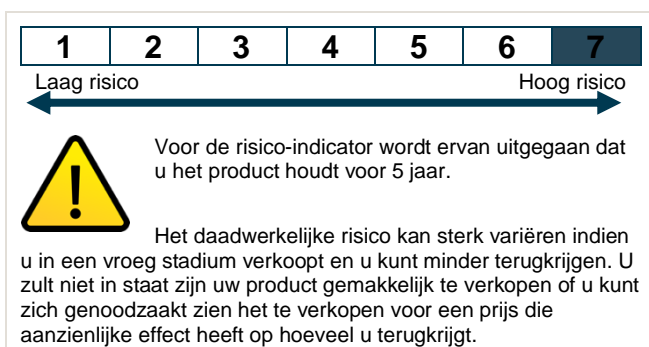 1 2 3 4 5 6 7
Laag risico Hoog risico
Voor de risico-indicator wordt ervan uitgegaan dat
u het product houdt voor 5 jaar.
Het daadwerkelijke risico kan sterk variëren indien
u in een vroeg stadium verkoopt en u kunt minder terugkrijgen. U
zult niet in staat zijn uw product gemakkelijk te verkopen of u kunt
zich genoodzaakt zien het te verkopen voor een prijs die
aanzienlijke effect heeft op hoeveel u terugkrijgt.